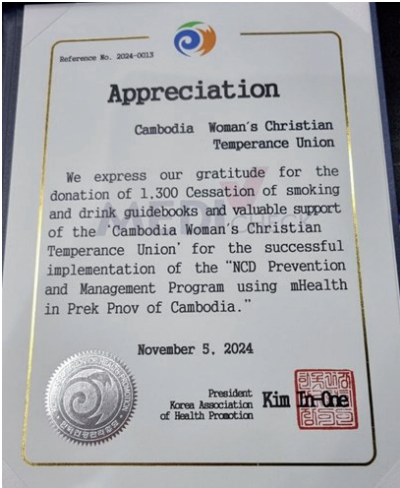 Reference No. 2024-0013
Appreciation
Cambodia Woman's Christian
Temperance Union
We express our gratitude for the
donation of 1.300 Cessation of smoking
and drink guidebooks and valuable support
of the 'Cambodia Woman's Christian
Temperance Union' for the successful
implementation of the "NCD Prevention
and Management Program using mHealth
in Prek Pnov of Cambodia."
November 5, 2024
President
Korea Association
of Health Promotion
Kim In-One